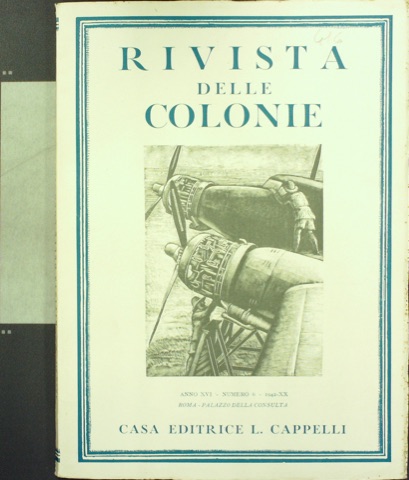 RIVISTA
DELLE
COLONIE
ANNO XVI - NUMERO 6 - 1942-XX
ROMA - PALAZZO DELLA CONSULTA
CASA EDITRICE L. CAPPELLI